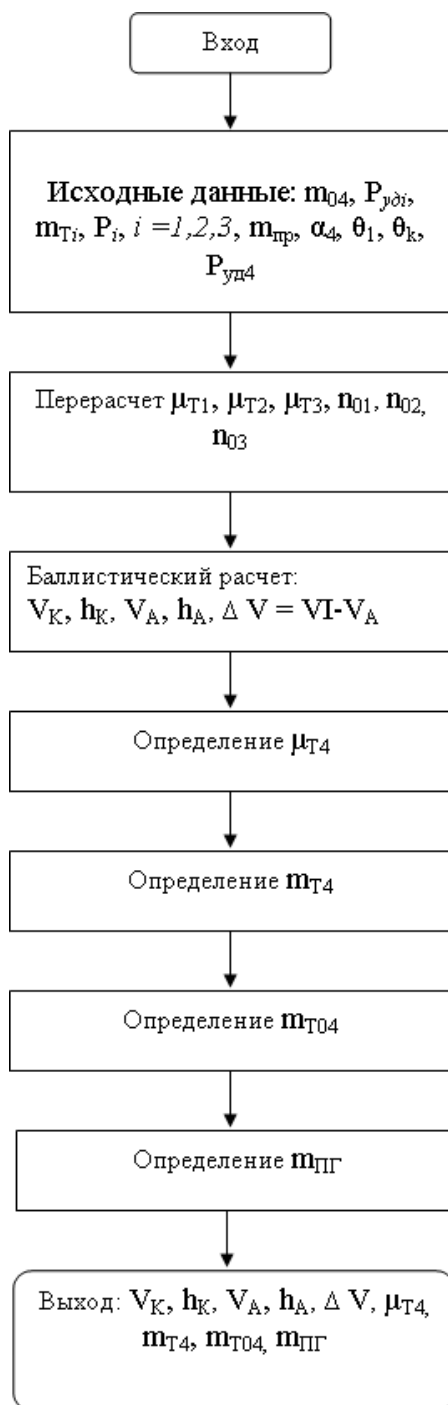 Вход
Исходные данные: m04, Pудi,
mTi, Pi, i =1,2,3, mпр, α4, θ1, θk,
Pуд4
Перерасчет μT1, μT2, μT3, n01, n02,
n03
Баллистический расчет:
VK, hK, VA, hA, Δ V = VI-VA
Определение μT4
Определение mT4
Определение mT04
Определение mПГ
Выход: VK, hK, VA, hA, Δ V, μT4,
mT4, mT04, mПГ